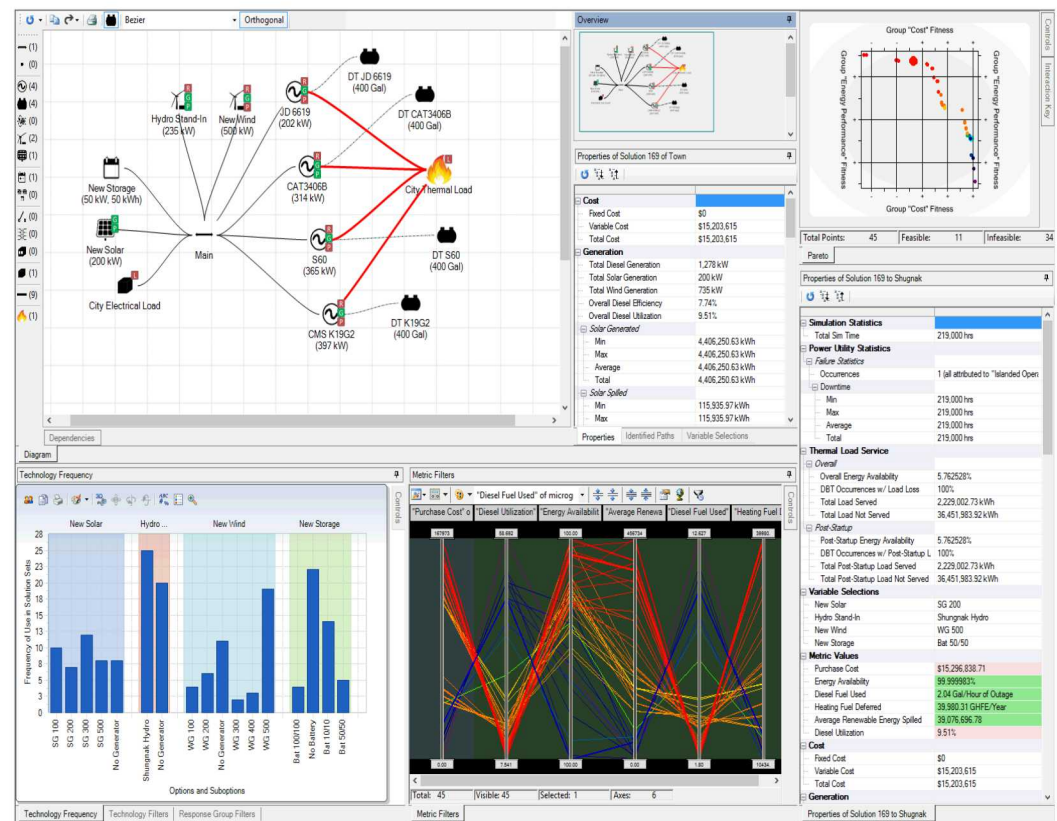 Bezier
Orthogonal
(1)
(0)
(4)
(4)
(0)
(2)
(1)
(1)
(0)
(0)
(0)
(0)
(1)
(9)
(1)
DT JD 6619
(400 Gal)
Hydro Stand-In
(235 kW)
New Wind
(500 kW)
JD 6619
(202 kW)
DT CAT3406B
(400 Gal)
New Storage
(50 kW, 50 kWh)
CAT3406B
(314 kW)
City Thermal Load
New Solar
(200 kW)
Main
S60
(365 kW)
DT S60
(400 Gal)
City Electrical Load
CMS K19G2
(397 kW)
DT K19G2
(400 Gal)
Dependencies
Diagram
Overview
Properties of Solution 169 of Town
Cost
Fixed Cost $0
Variable Cost $15,203,615
Total Cost $15,203,615
Generation
Total Diesel Generation 1,278 kW
Total Solar Generation 200 kW
Total Wind Generation 735 kW
Overall Diesel Efficiency 7.74%
Overall Diesel Utilization 9.51%
Solar Generated
Min 4,406,250.63 kWh
Max 4,406,250.63 kWh
Average 4,406,250.63 kWh
Total 4,406,250.63 kWh
Solar Spilled
Min 115,935.97 kWh
Max 115,935.97 kWh
Properties Identified Paths Variable Selections
Group "Cost" Fitness
Group "Energy Performance" Fitness
Group "Energy Performance" Fitness
Group "Cost" Fitness
Total Points: 45 Feasible: 11 Infeasible: 34
Pareto
Controls
Interaction Key
Properties of Solution 169 to Shugnak
Simulation Statistics
Total Sim Time 219,000 hrs
Power Utility Statistics
Failure Statistics
Occurrences 1 (all attributed to "Islanded Open
Downtime
Min 219,000 hrs
Max 219,000 hrs
Average 219,000 hrs
Total 219,000 hrs
Thermal Load Service
Overall
Overall Energy Availability 5.762528%
DBT Occurrences w/ Load Loss 100%
Total Load Served 2,229,002.73 kWh
Total Load Not Served 36,451,983.92 kWh
Post-Startup
Post-Startup Energy Availability 5.762528%
DBT Occurrences w/ Post-Startup L 100%
Total Post-Startup Load Served 2,229,002.73 kWh
Total Post-Startup Load Not Served 36,451,983.92 kWh
Variable Selections
New Solar SG 200
Hydro Stand-In Shungnak Hydro
New Wind WG 500
New Storage Bat 50/50
Metric Values
Purchase Cost $15,296,838.71
Energy Availability 99.999983%
Diesel Fuel Used 2.04 Gal/Hour of Outage
Heating Fuel Deferred 39,980.31 GHFE/Year
Average Renewable Energy Spilled 39,076,696.78
Diesel Utilization 9.51%
Cost
Fixed Cost $0
Variable Cost $15,203,615
Total Cost $15,203,615
Generation
Properties of Solution 169 to Shugnak
Technology Frequency
Controls
New Solar Hydro ... New Wind New Storage
Frequency of Use in Solution Sets
28
25
23
20
18
15
13
10
8
5
3
0
SG 100
SG 200
SG 300
SG 500
No Generator
Shungnak Hydro
No Generator
WG 100
WG 200
No Generator
WG 300
WG 400
WG 500
Bat 100/100
No Battery
Bat 10/10
Bat 50/50
Options and Suboptions
Technology Frequency Technology Filters Response Group Filters
Metric Filters
"Diesel Fuel Used" of microg
Controls
"Purchase Cost" o "Diesel Utilization" "Energy Availabilit "Average Renewa "Diesel Fuel Used" "Heating Fuel
100.00 12.627
0.00 7.541 100.00 0.00 1.80 10434
Total: 45 Visible: 45 Selected: 1 Axes: 6
Metric Filters